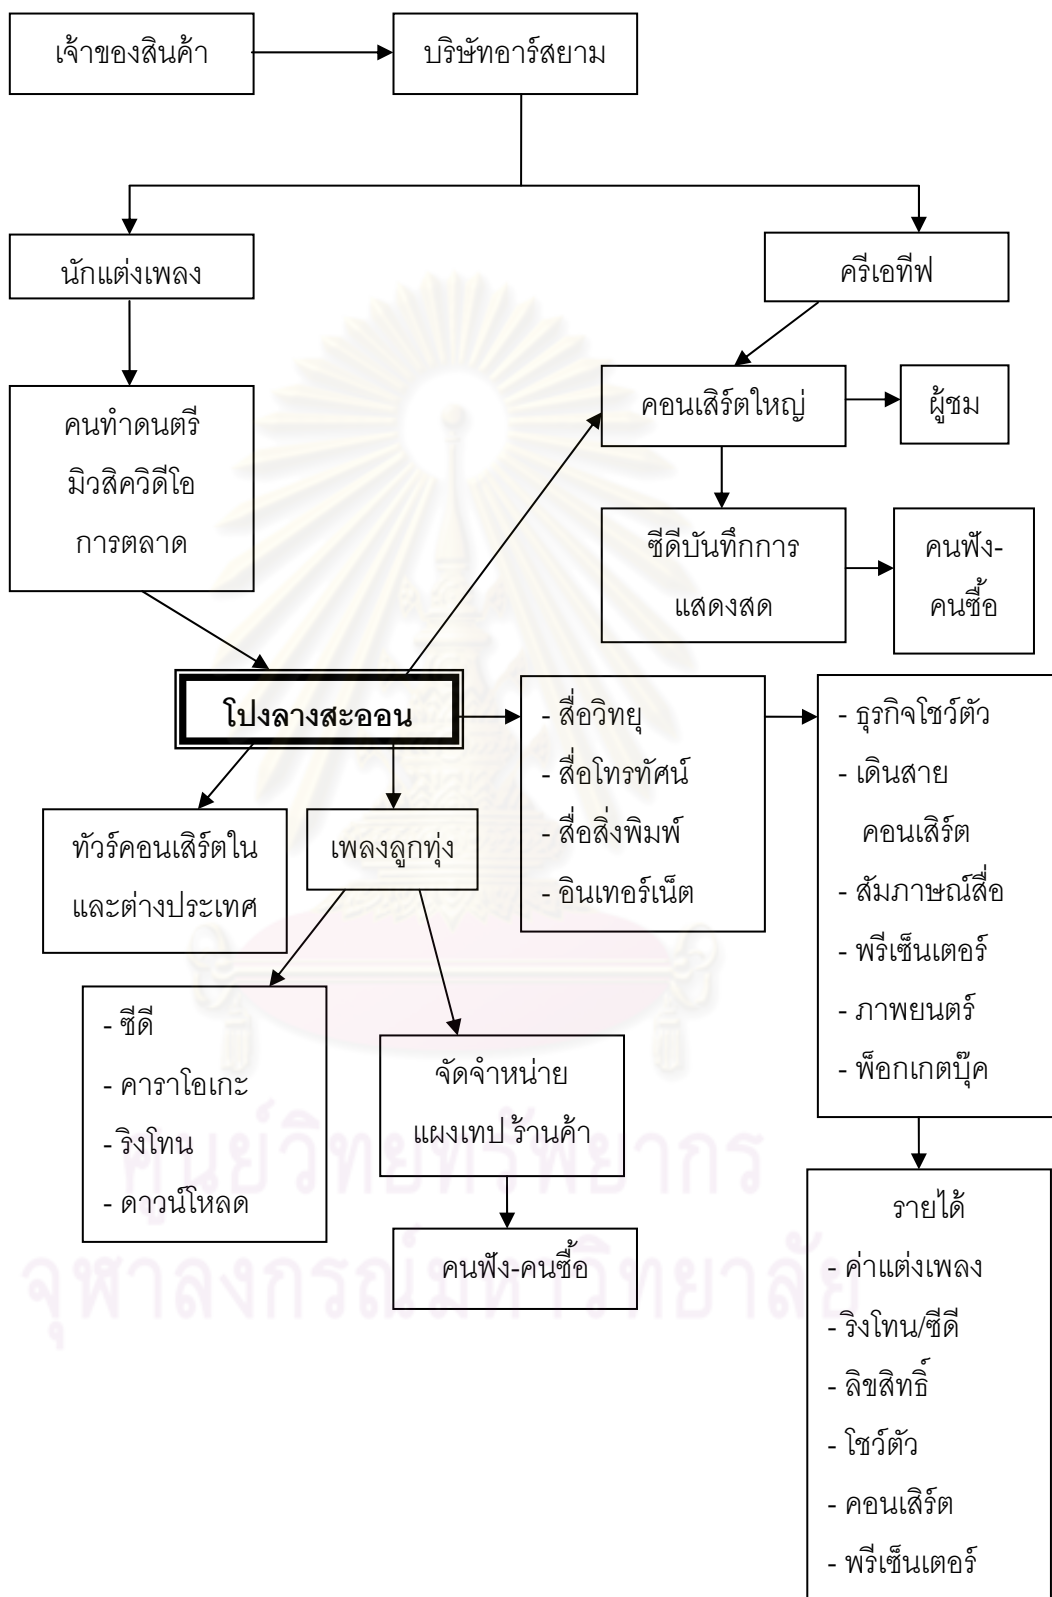 เจ้าของสินค้า
บริษัทอาร์สยาม
นักแต่งเพลง
ครีเอทีฟ
คนทำดนตรี
มิวสิควิดีโอ
การตลาด
คอนเสิร์ตใหญ่
ผู้ชม
ซีดีบันทึกการ
แสดงสด
คนฟัง-
คนซื้อ
โปงลางสะออน
- สื่อวิทยุ
- สื่อโทรทัศน์
- สื่อสิ่งพิมพ์
- อินเทอร์เน็ต
- ธุรกิจโชว์ตัว
- เดินสาย
คอนเสิร์ต
- สัมภาษณ์สื่อ
- พรีเซ็นเตอร์
- ภาพยนตร์
- พ็อกเกตบุ๊ค
ทัวร์คอนเสิร์ตใน
และต่างประเทศ
เพลงลูกทุ่ง
- ซีดี
- คาราโอเกะ
- ริงโทน
- ดาวน์โหลด
จัดจำหน่าย
แผงเทป ร้านค้า
คนฟัง-คนซื้อ
รายได้
- ค่าแต่งเพลง
- ริงโทน/ซีดี
- ลิขสิทธิ์
- โชว์ตัว
- คอนเสิร์ต
- พรีเซ็นเตอร์
ศูนย์วิทยทรัพยากร
จุฬาลงกรณ์มหาวิทยาลัย